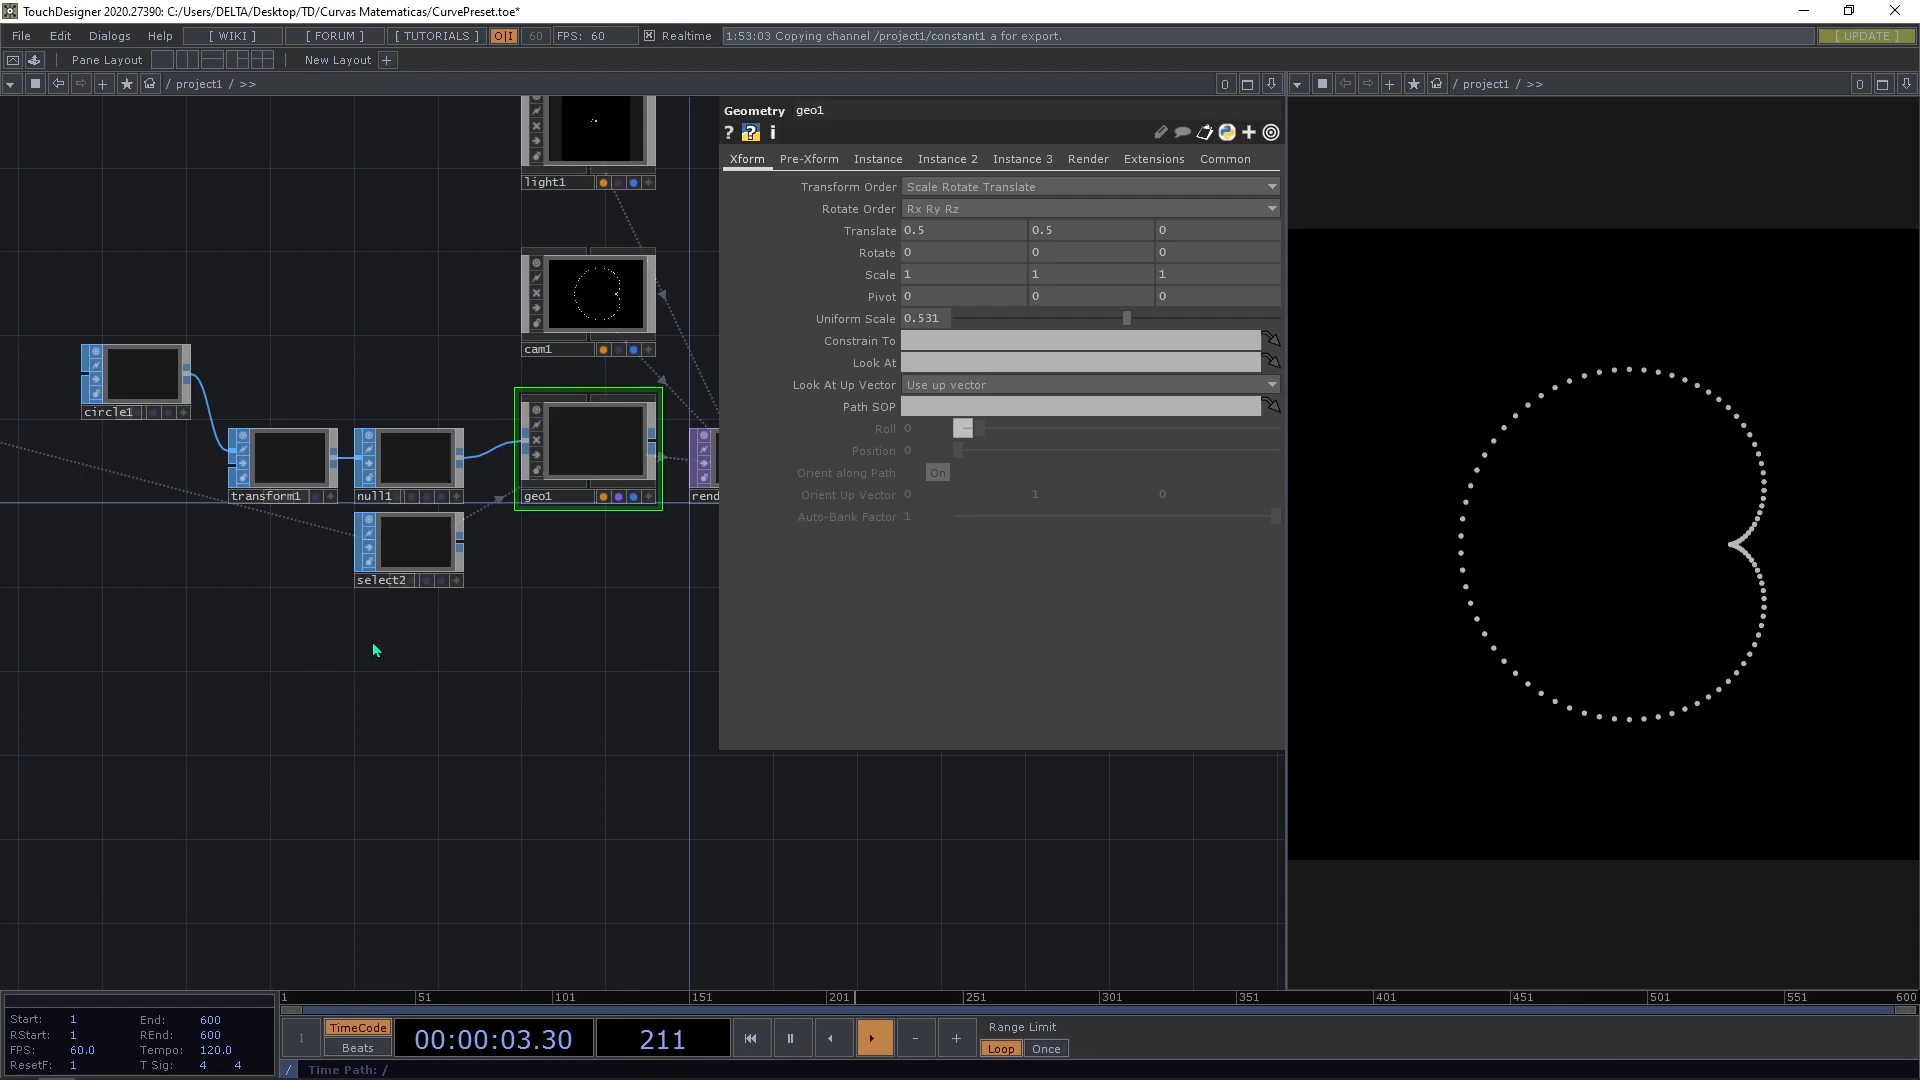 TouchDesigner 2020.27390: C:/Users/DELTA/Desktop/TD/Curvas Matematicas/CurvePreset.toe*
File Edit Dialogs Help [ WIKI ] [ FORUM ] [ TUTORIALS ] O|I 60 FPS: 60 Realtime 1:53:03 Copying channel /project1/constant1 a for export. [ UPDATE ]
Pane Layout New Layout +
/ project1 / >> 0 / project1 / >> 0
Geometry geo1
? ? i
Xform Pre-Xform Instance Instance 2 Instance 3 Render Extensions Common
Transform Order Scale Rotate Translate
Rotate Order Rx Ry Rz
Translate 0.5 0.5 0
Rotate 0 0 0
Scale 1 1 1
Pivot 0 0 0
Uniform Scale 0.531
Constrain To
Look At
Look At Up Vector Use up vector
Path SOP
Roll 0
Position 0
Orient along Path On
Orient Up Vector 0 1 0
Auto-Bank Factor 1
light1
cam1
circle1
transform1
null1
geo1
rend
select2
1 51 101 151 201 251 301 351 401 451 501 551 600
Start: 1 End: 600
RStart: 1 REnd: 600
FPS: 60.0 Tempo: 120.0
ResetF: 1 T Sig: 4 4
I TimeCode Beats 00:00:03.30 211 - + Range Limit
Loop Once
/ Time Path: /